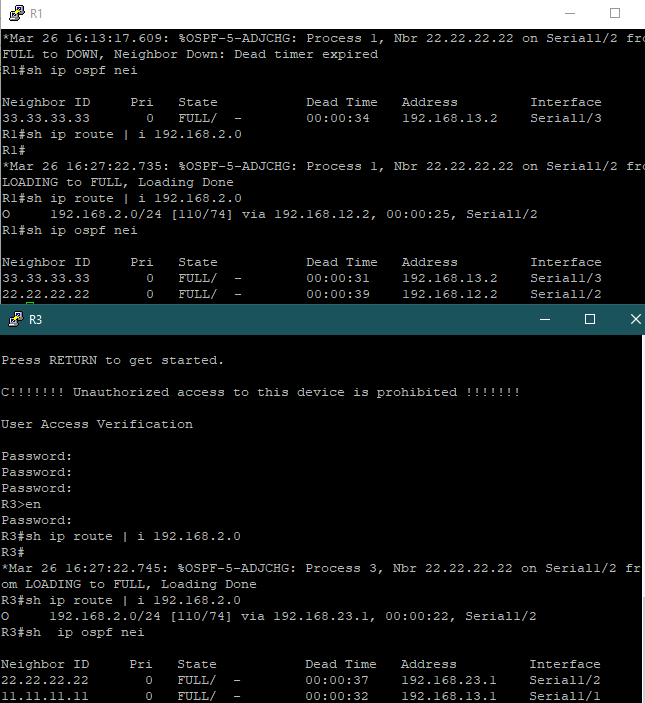 R1
*Mar 26 16:13:17.609: %OSPF-5-ADJCHG: Process 1, Nbr 22.22.22.22 on Serial1/2 fro
FULL to DOWN, Neighbor Down: Dead timer expired
R1#sh ip ospf nei
Neighbor ID     Pri   State           Dead Time   Address         Interface
33.33.33.33       0   FULL/  -        00:00:34    192.168.13.2    Serial1/3
R1#sh ip route | i 192.168.2.0
R1#
*Mar 26 16:27:22.735: %OSPF-5-ADJCHG: Process 1, Nbr 22.22.22.22 on Serial1/2 fro
LOADING to FULL, Loading Done
R1#sh ip route | i 192.168.2.0
O     192.168.2.0/24 [110/74] via 192.168.12.2, 00:00:25, Serial1/2
R1#sh ip ospf nei
Neighbor ID     Pri   State           Dead Time   Address         Interface
33.33.33.33       0   FULL/  -        00:00:31    192.168.13.2    Serial1/3
22.22.22.22       0   FULL/  -        00:00:39    192.168.12.2    Serial1/2
R3
Press RETURN to get started.
C!!!!!!! Unauthorized access to this device is prohibited !!!!!!!
User Access Verification
Password:
Password:
Password:
R3>en
Password:
R3#sh ip route | i 192.168.2.0
R3#
*Mar 26 16:27:22.745: %OSPF-5-ADJCHG: Process 3, Nbr 22.22.22.22 on Serial1/2 fr
om LOADING to FULL, Loading Done
R3#sh ip route | i 192.168.2.0
O     192.168.2.0/24 [110/74] via 192.168.23.1, 00:00:22, Serial1/2
R3#sh  ip ospf nei
Neighbor ID     Pri   State           Dead Time   Address         Interface
22.22.22.22       0   FULL/  -        00:00:37    192.168.23.1    Serial1/2
11.11.11.11       0   FULL/  -        00:00:32    192.168.13.1    Serial1/1